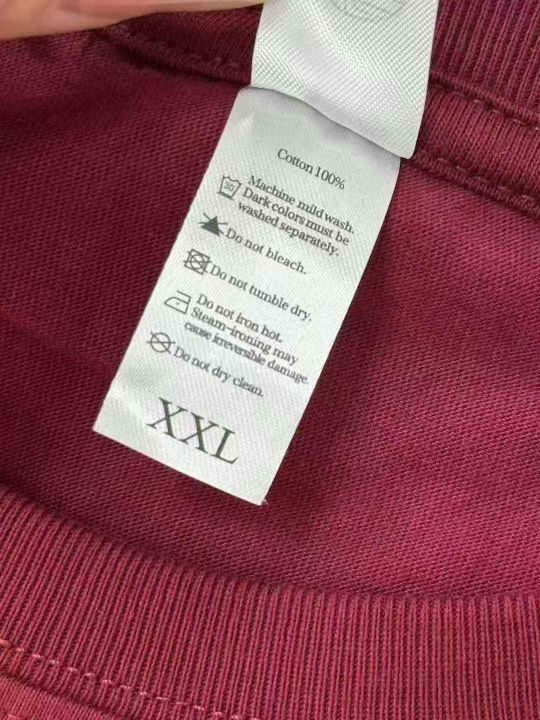 Cotton 100%
30
Machine mild wash.
Dark colors must be
washed separately.
Do not bleach.
Do not tumble dry.
Do not iron hot.
Steam-ironing may
cause irreversible damage.
Do not dry clean.
XXL